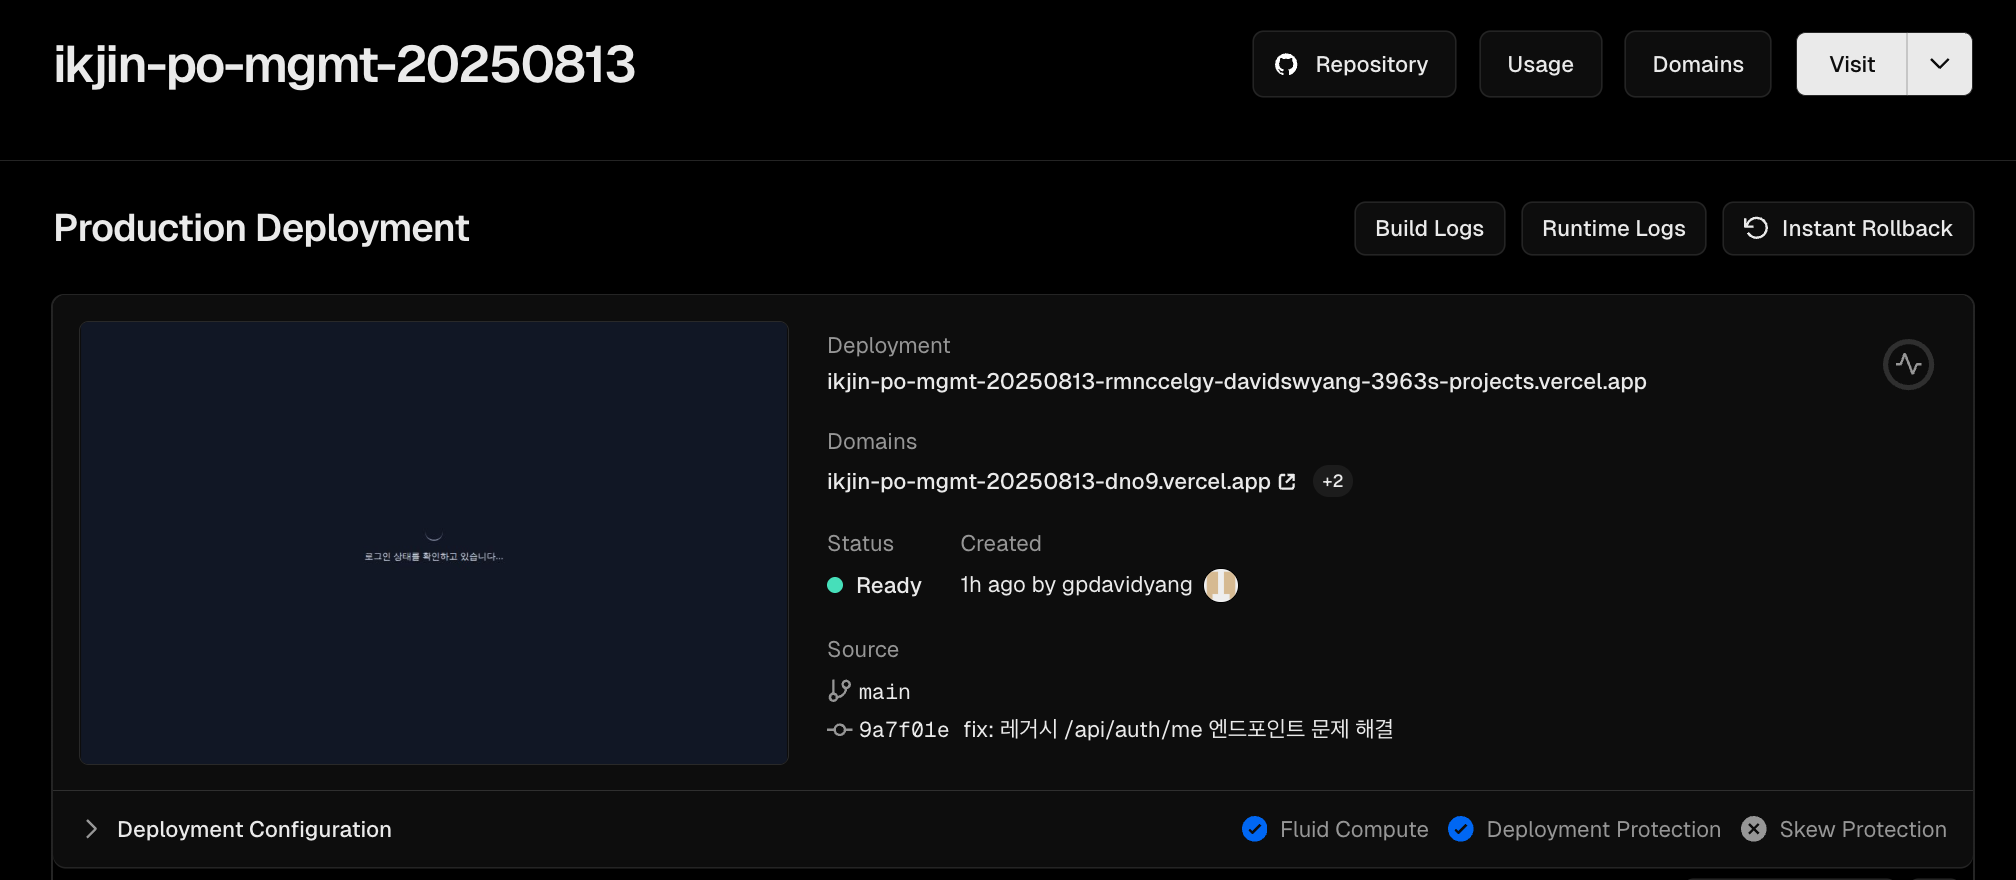 ikjin-po-mgmt-20250813
Repository
Usage
Domains
Visit
Production Deployment
Build Logs
Runtime Logs
Instant Rollback
로그인 상태를 확인하고 있습니다...
Deployment
ikjin-po-mgmt-20250813-rmnccelgy-davidswyang-3963s-projects.vercel.app
Domains
ikjin-po-mgmt-20250813-dno9.vercel.app +2
Status Created
Ready 1h ago by gpdavidyang
Source
main
9a7f01e fix: 레거시 /api/auth/me 엔드포인트 문제 해결
Deployment Configuration
Fluid Compute
Deployment Protection
Skew Protection